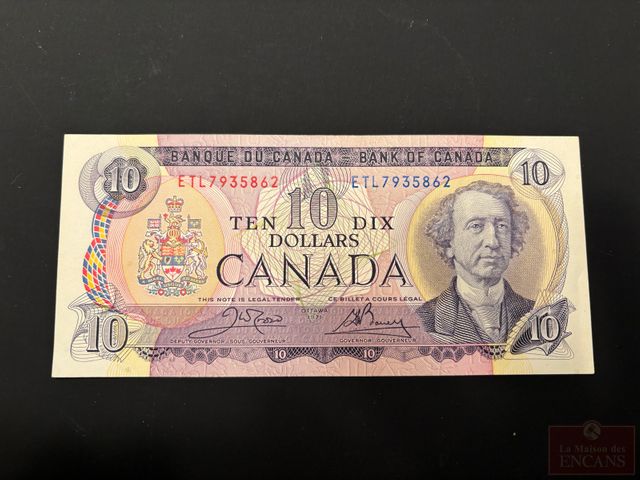 BANQUE DU CANADA – BANK OF CANADA
10 10
ETL7935862 ETL7935862
10
TEN DIX
DOLLARS
CANADA
THIS NOTE IS LEGAL TENDER CE BILLET A COURS LÉGAL
OTTAWA
1971
10 10
DEPUTY GOVERNOR - SOUS-GOUVERNEUR GOVERNOR - GOUVERNEUR
10 10
La Maison des
ENCANS